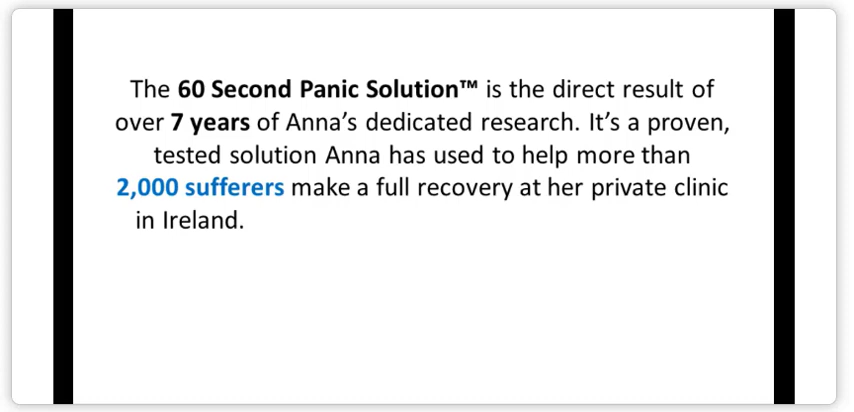 The 60 Second Panic Solution™ is the direct result of
over 7 years of Anna’s dedicated research. It’s a proven,
tested solution Anna has used to help more than
2,000 sufferers make a full recovery at her private clinic
in Ireland.